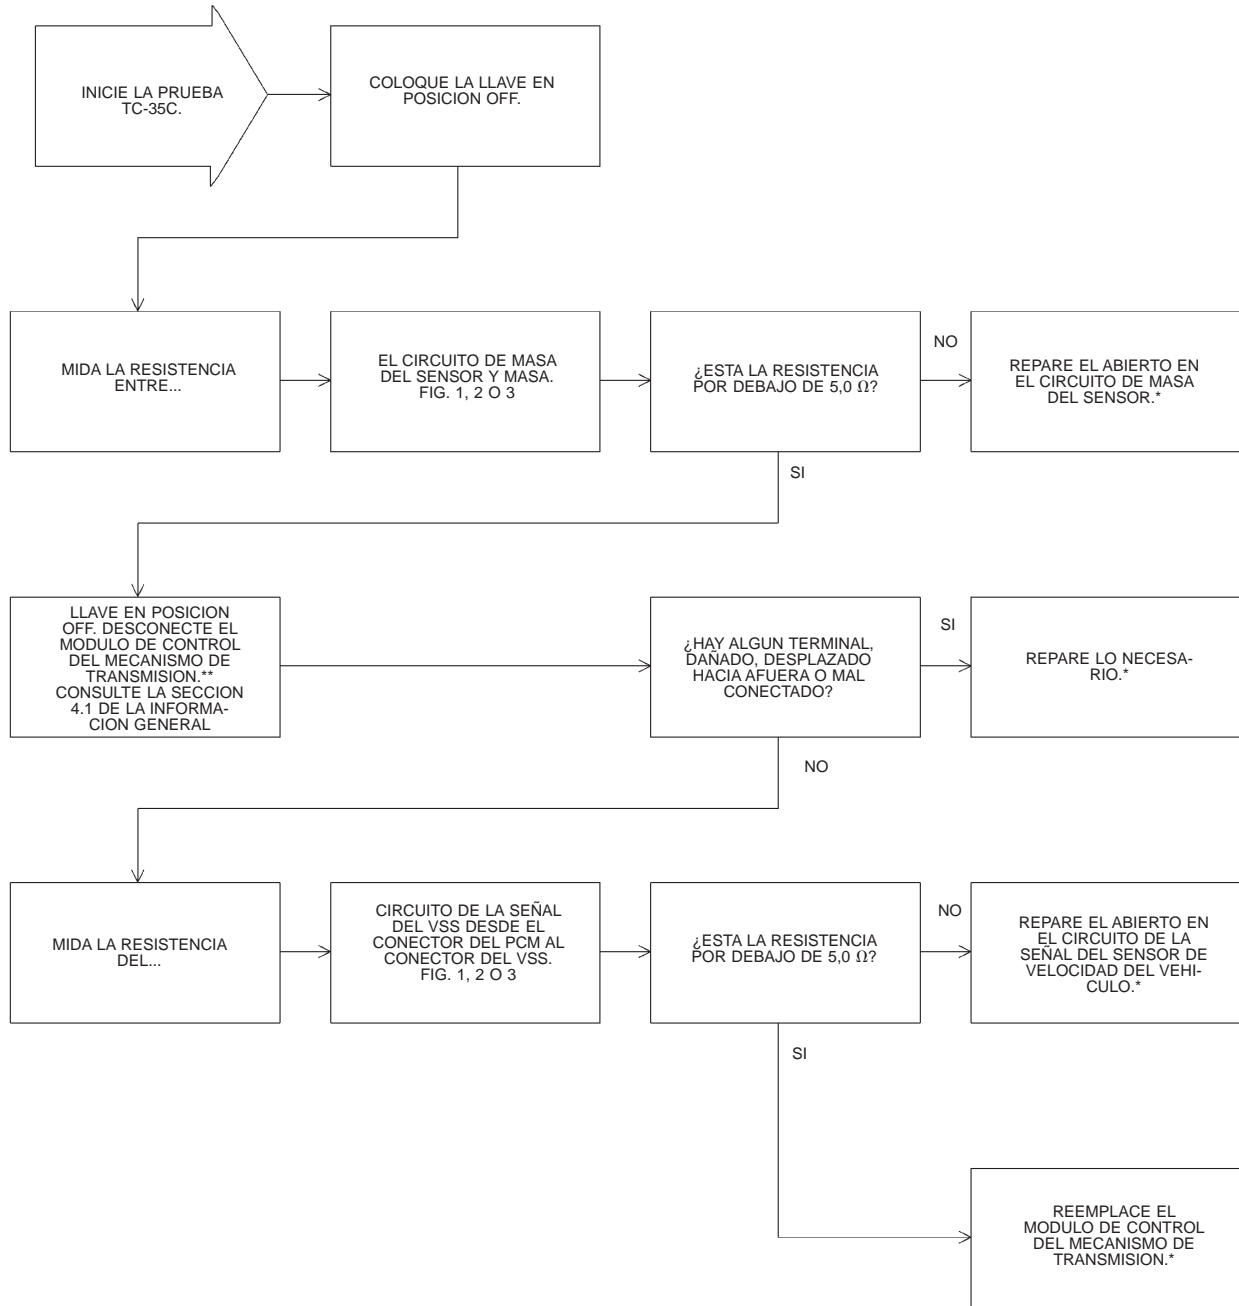 INICIE LA PRUEBA
TC-35C.
COLOQUE LA LLAVE EN
POSICION OFF.
MIDA LA RESISTENCIA
ENTRE...
EL CIRCUITO DE MASA
DEL SENSOR Y MASA.
FIG. 1, 2 O 3
¿ESTA LA RESISTENCIA
POR DEBAJO DE 5,0 Ω?
NO
REPARE EL ABIERTO EN
EL CIRCUITO DE MASA
DEL SENSOR.*
SI
LLAVE EN POSICION
OFF. DESCONECTE EL
MODULO DE CONTROL
DEL MECANISMO DE
TRANSMISION.**
CONSULTE LA SECCION
4.1 DE LA INFORMA-
CION GENERAL
¿HAY ALGUN TERMINAL,
DAÑADO, DESPLAZADO
HACIA AFUERA O MAL
CONECTADO?
SI
REPARE LO NECESA-
RIO.*
NO
MIDA LA RESISTENCIA
DEL...
CIRCUITO DE LA SEÑAL
DEL VSS DESDE EL
CONECTOR DEL PCM AL
CONECTOR DEL VSS.
FIG. 1, 2 O 3
¿ESTA LA RESISTENCIA
POR DEBAJO DE 5,0 Ω?
NO
REPARE EL ABIERTO EN
EL CIRCUITO DE LA
SEÑAL DEL SENSOR DE
VELOCIDAD DEL VEHI-
CULO.*
SI
REEMPLACE EL
MODULO DE CONTROL
DEL MECANISMO DE
TRANSMISION.*